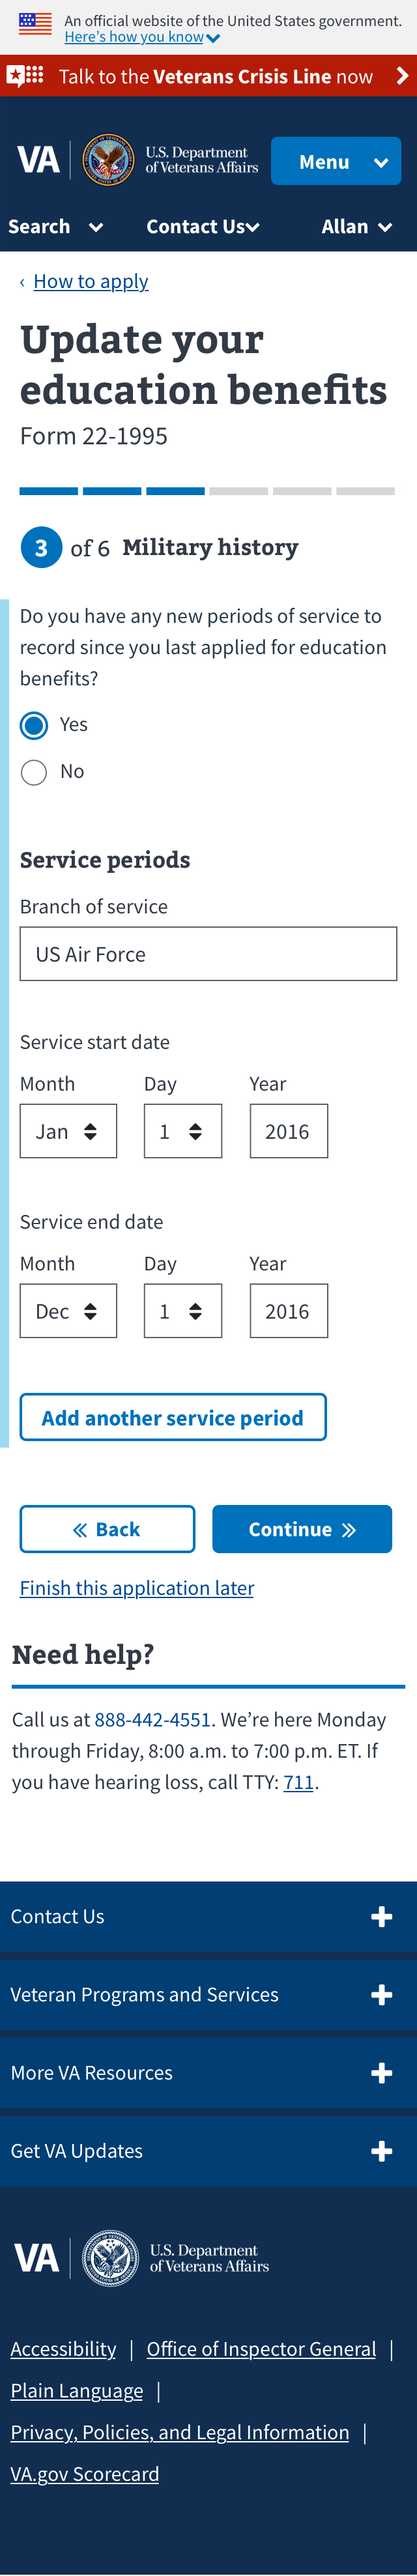 An official website of the United States government.
Here’s how you know
Talk to the Veterans Crisis Line now
VA
U.S. Department
of Veterans Affairs
Menu
Search
Contact Us
Allan
‹ How to apply
Update your
education benefits
Form 22-1995
3 of 6 Military history
Do you have any new periods of service to
record since you last applied for education
benefits?
Yes
No
Service periods
Branch of service
US Air Force
Service start date
Month Day Year
Jan 1 2016
Service end date
Month Day Year
Dec 1 2016
Add another service period
« Back
Continue »
Finish this application later
Need help?
Call us at 888-442-4551. We’re here Monday
through Friday, 8:00 a.m. to 7:00 p.m. ET. If
you have hearing loss, call TTY: 711.
Contact Us
Veteran Programs and Services
More VA Resources
Get VA Updates
VA
U.S. Department
of Veterans Affairs
Accessibility | Office of Inspector General |
Plain Language |
Privacy, Policies, and Legal Information |
VA.gov Scorecard